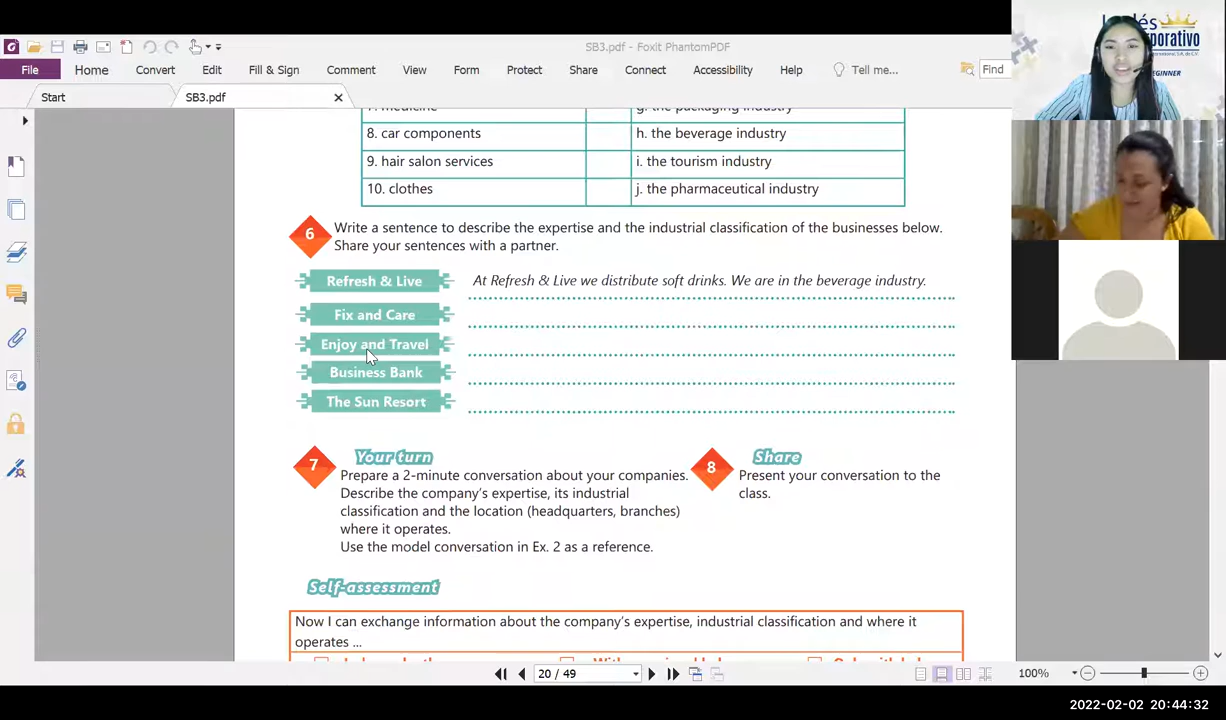 SB3.pdf - Foxit PhantomPDF
File Home Convert Edit Fill & Sign Comment View Form Protect Share Connect Accessibility Help Tell me... Find
Start SB3.pdf
7. medicine g. the packaging industry
8. car components h. the beverage industry
9. hair salon services i. the tourism industry
10. clothes j. the pharmaceutical industry
6 Write a sentence to describe the expertise and the industrial classification of the businesses below.
Share your sentences with a partner.
Refresh & Live At Refresh & Live we distribute soft drinks. We are in the beverage industry.
Fix and Care
Enjoy and Travel
Business Bank
The Sun Resort
7 Your turn
Prepare a 2-minute conversation about your companies.
Describe the company's expertise, its industrial
classification and the location (headquarters, branches)
where it operates.
Use the model conversation in Ex. 2 as a reference.
8 Share
Present your conversation to the
class.
Self-assessment
Now I can exchange information about the company's expertise, industrial classification and where it
operates ...
20 / 49
100%
2022-02-02 20:44:32